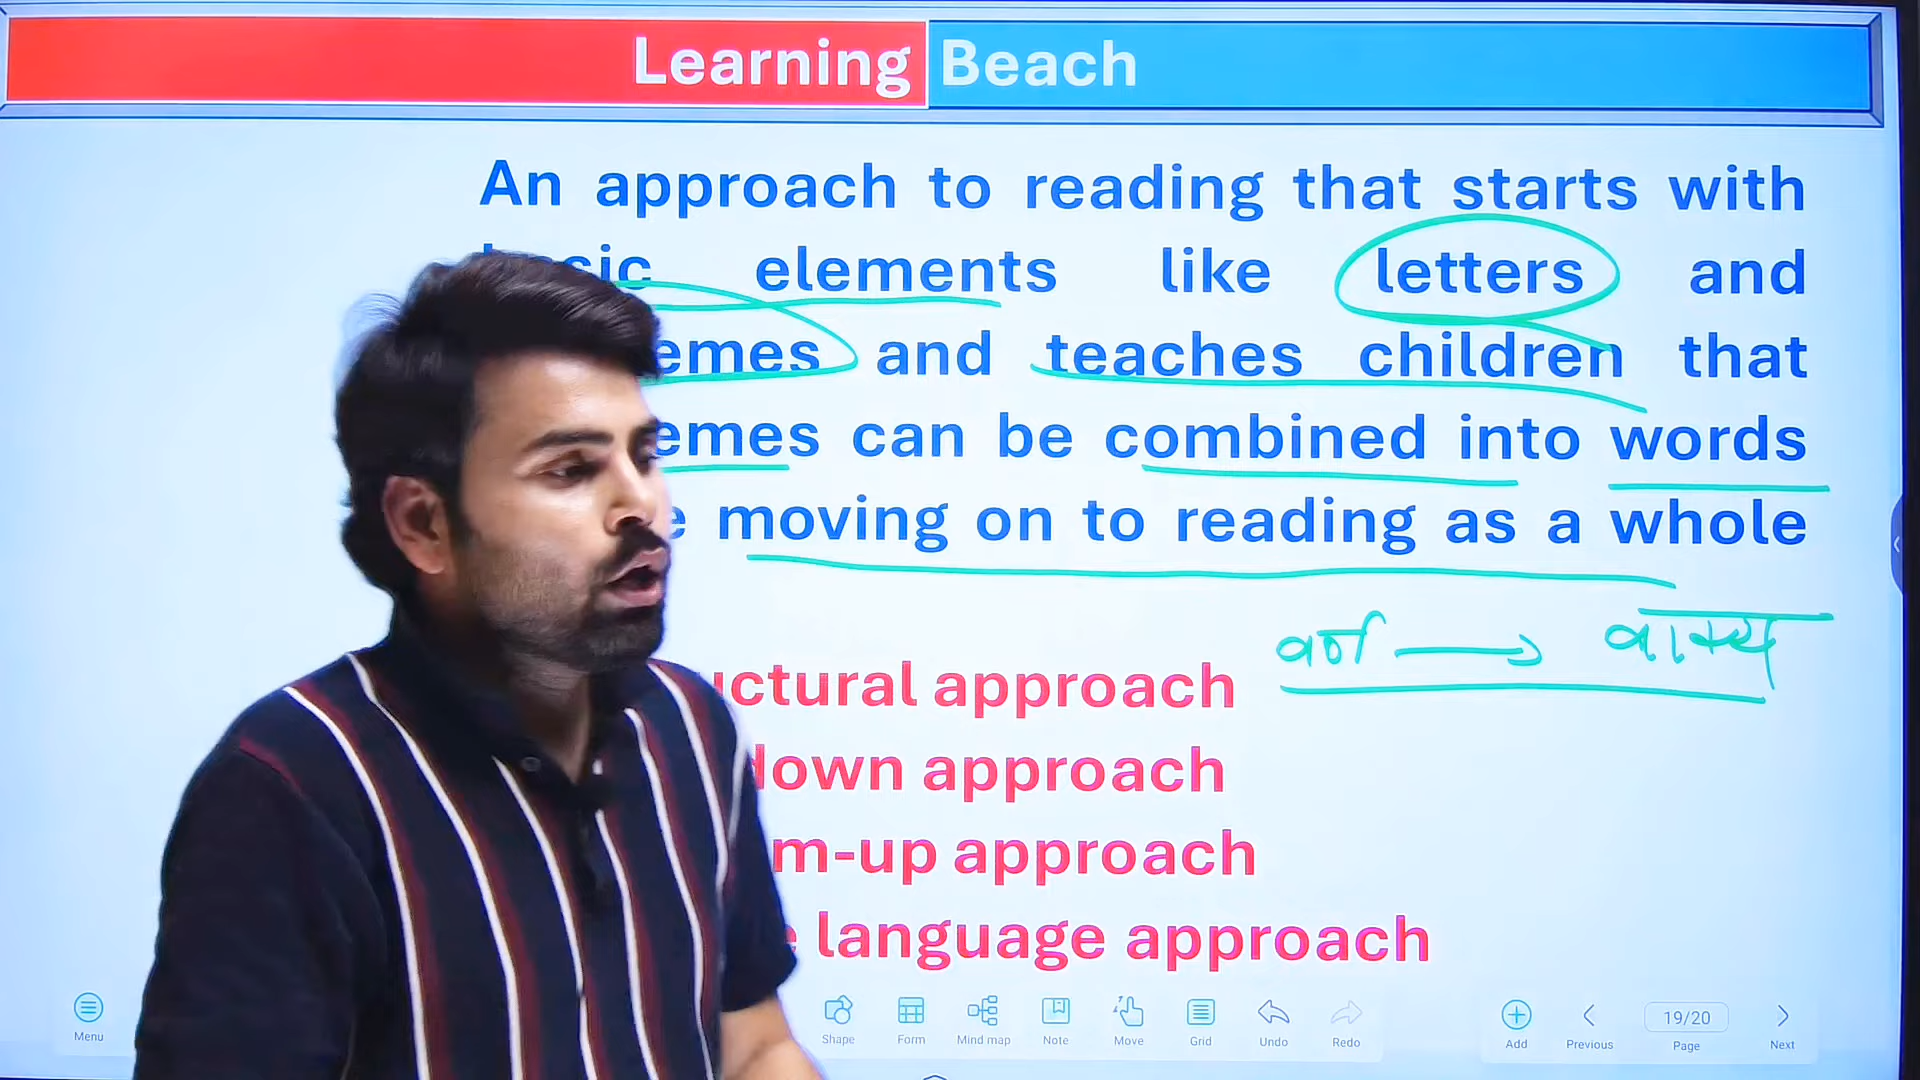 Learning Beach
An approach to reading that starts with
elements like letters and
emes and teaches children that
emes can be combined into words
e moving on to reading as a whole
वर्ण → वाक्य
uctural approach
down approach
m-up approach
e language approach
Menu
Shape
Form
Mind map
Note
Move
Grid
Undo
Redo
Add
Previous
19/20
Page
Next